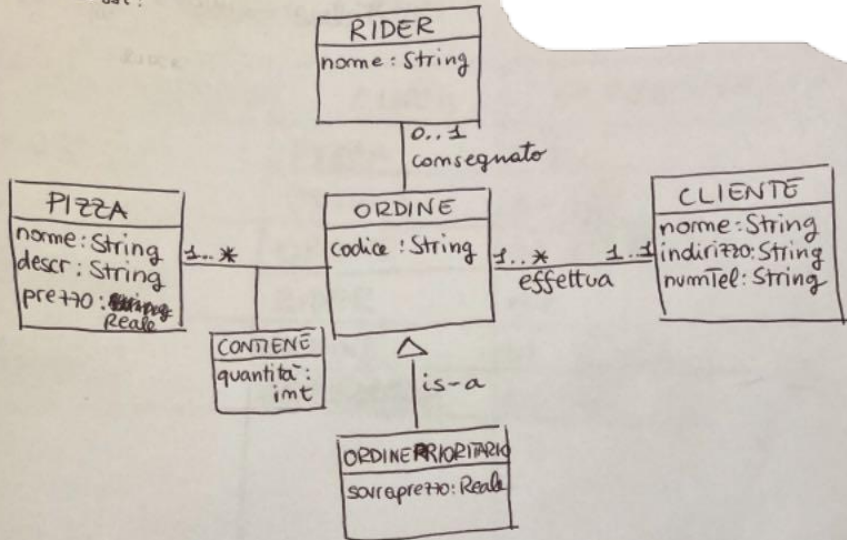 RIDER
nome: String
0..1
consegnato
PIZZA
nome: String
descr: String
prezzo:
Reale
1..*
CONTIENE
quantità:
int
ORDINE
codice: String
1..*
1..1
effettua
CLIENTE
nome: String
indirizzo: String
numTel: String
is-a
ORDINEPRIORITARIO
sovraprezzo: Reale